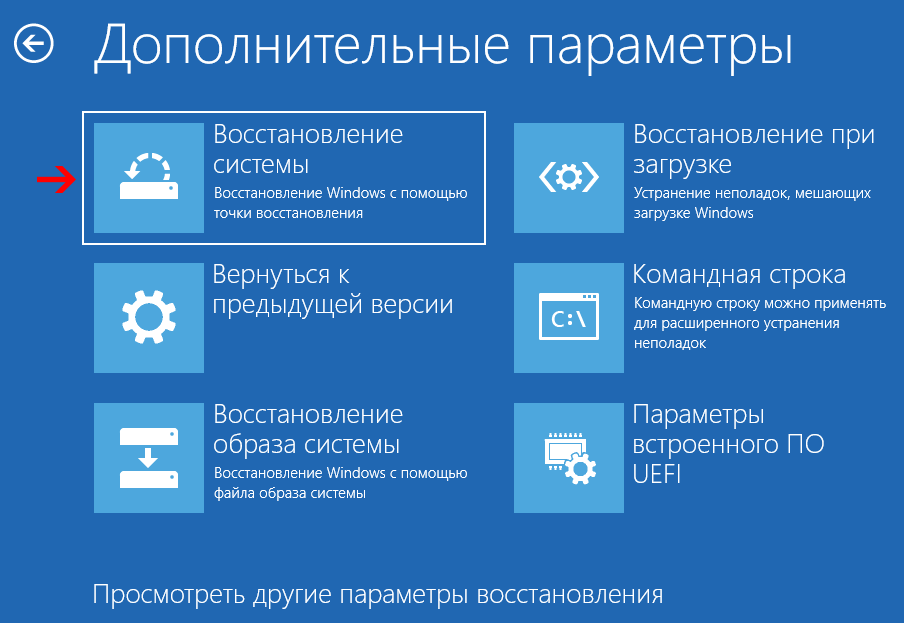 Дополнительные параметры
Восстановление
системы
Восстановление Windows с помощью
точки восстановления
Восстановление при
загрузке
Устранение неполадок, мешающих
загрузке Windows
Вернуться к
предыдущей версии
C:\
Командная строка
Командную строку можно применять
для расширенного устранения
неполадок
Восстановление
образа системы
Восстановление Windows с помощью
файла образа системы
Параметры
встроенного ПО
UEFI
Просмотреть другие параметры восстановления